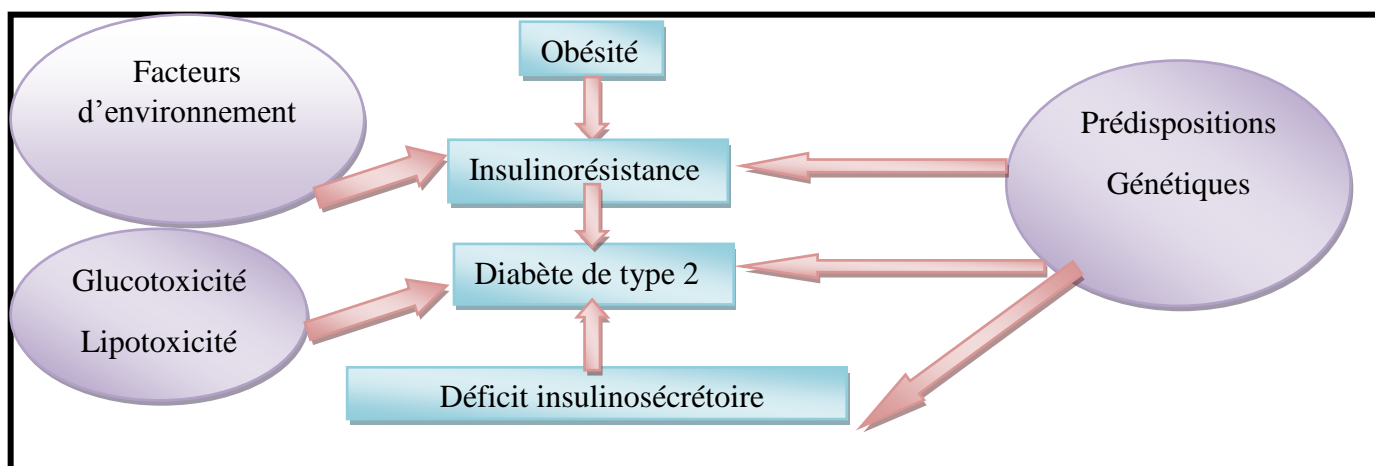 Facteurs
d’environnement
Obésité
Prédispositions
Génétiques
Insulinorésistance
Glucotoxicité
Lipotoxicité
Diabète de type 2
Déficit insulinosécrétoire